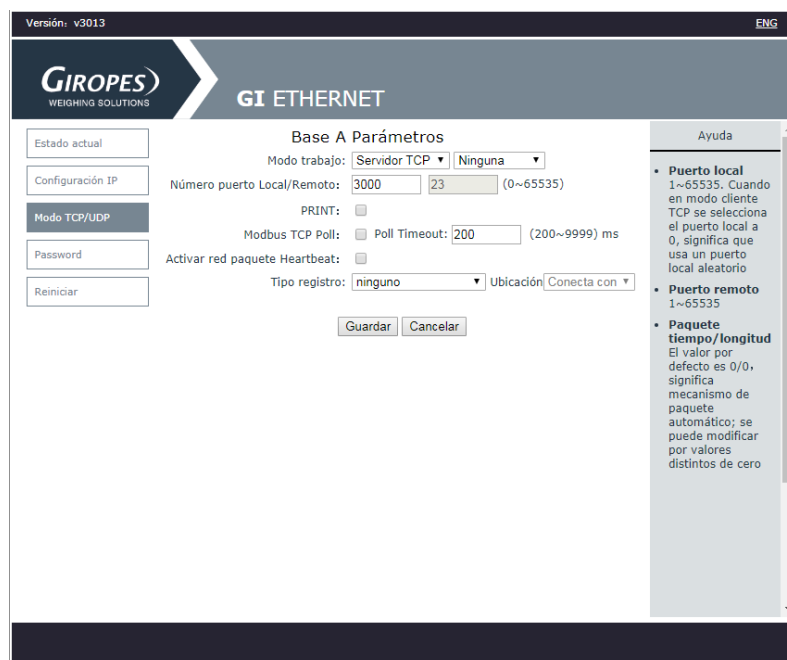 Versión: v3013
ENG
GIROPES
WEIGHING SOLUTIONS
GI ETHERNET
Estado actual
Configuración IP
Modo TCP/UDP
Password
Reiniciar
Base A Parámetros
Modo trabajo: Servidor TCP Ninguna
Número puerto Local/Remoto: 3000 23 (0~65535)
PRINT:
Modbus TCP Poll: Poll Timeout: 200 (200~9999) ms
Activar red paquete Heartbeat:
Tipo registro: ninguno Ubicación Conecta con
Guardar Cancelar
Ayuda
• Puerto local
1~65535. Cuando
en modo cliente
TCP se selecciona
el puerto local a
0, significa que
usa un puerto
local aleatorio
• Puerto remoto
1~65535
• Paquete
tiempo/longitud
El valor por
defecto es 0/0,
significa
mecanismo de
paquete
automático; se
puede modificar
por valores
distintos de cero